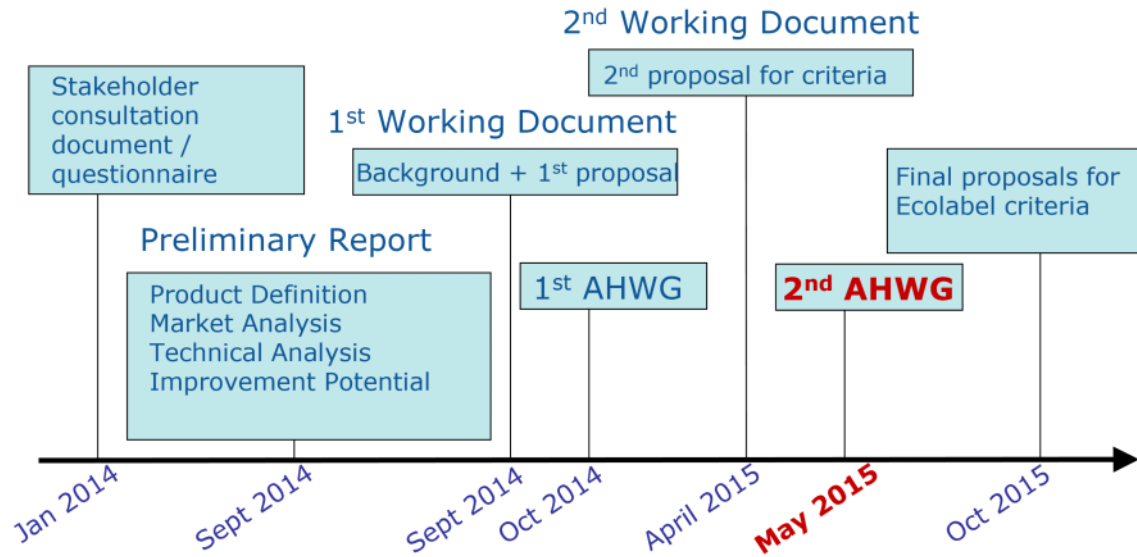 2nd Working Document
2nd proposal for criteria
Stakeholder
consultation
document /
questionnaire
1st Working Document
Background + 1st proposal
Final proposals for
Ecolabel criteria
Preliminary Report
Product Definition
Market Analysis
Technical Analysis
Improvement Potential
1st AHWG
2nd AHWG
Jan 2014
Sept 2014
Sept 2014
Oct 2014
April 2015
May 2015
Oct 2015